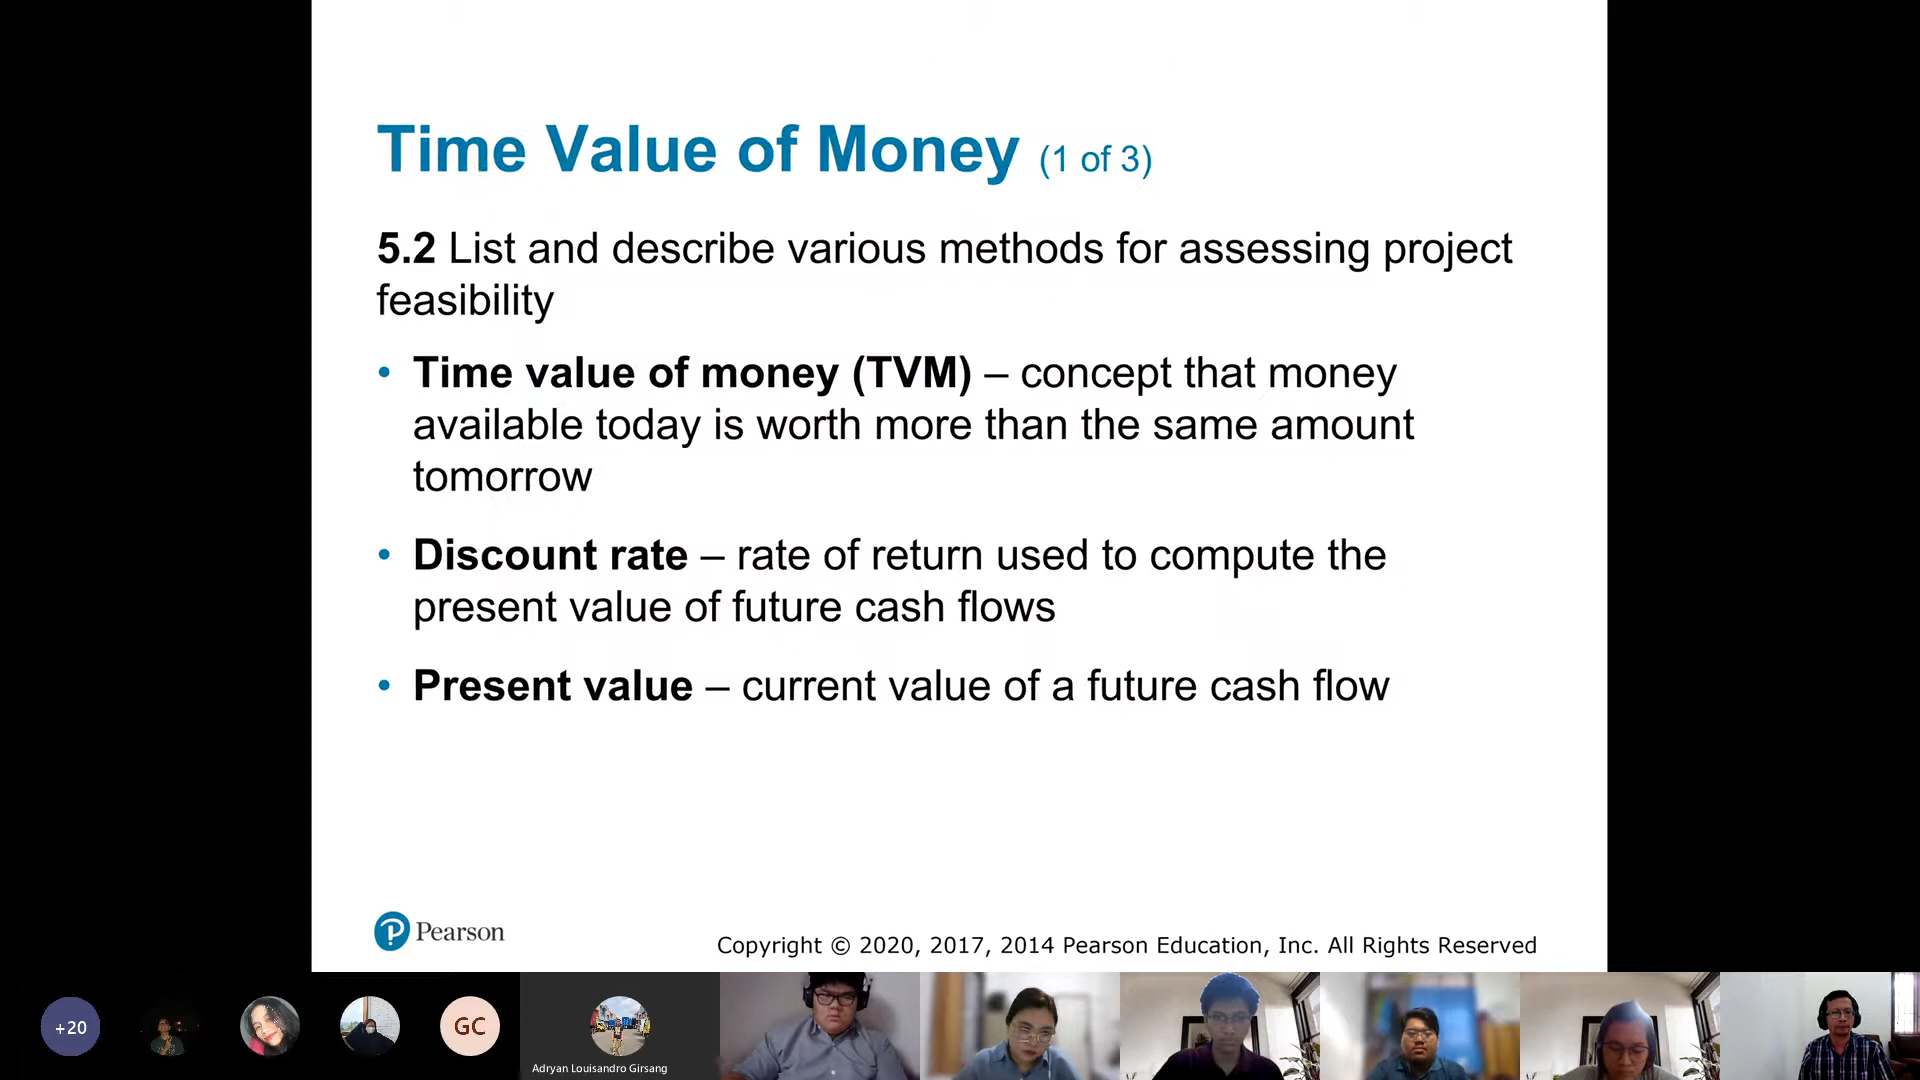 Time Value of Money (1 of 3)
5.2 List and describe various methods for assessing project
feasibility
• Time value of money (TVM) – concept that money
available today is worth more than the same amount
tomorrow
• Discount rate – rate of return used to compute the
present value of future cash flows
• Present value – current value of a future cash flow
Pearson
Copyright © 2020, 2017, 2014 Pearson Education, Inc. All Rights Reserved
+20
GC
Adryan Louisandro Girsang